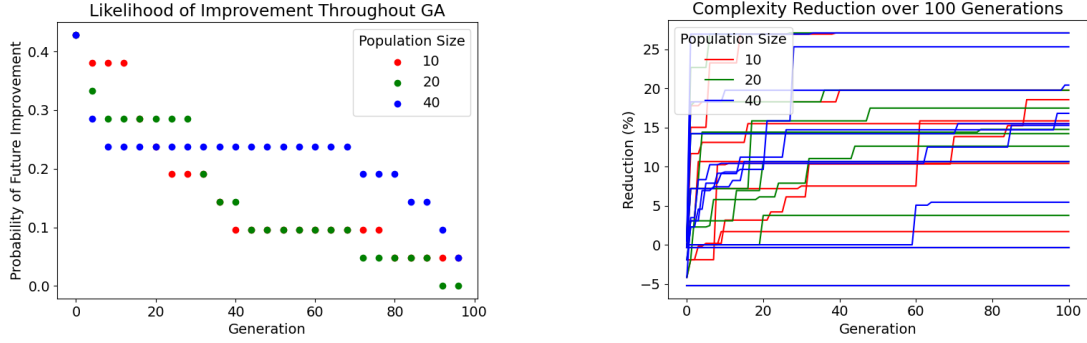 Likelihood of Improvement Throughout GA
Probability of Future Improvement
0.4
0.3
0.2
0.1
0.0
Population Size
10
20
40
0 20 40 60 80 100
Generation
Complexity Reduction over 100 Generations
Reduction (%)
25
20
15
10
5
0
−5
Population Size
10
20
40
0 20 40 60 80 100
Generation